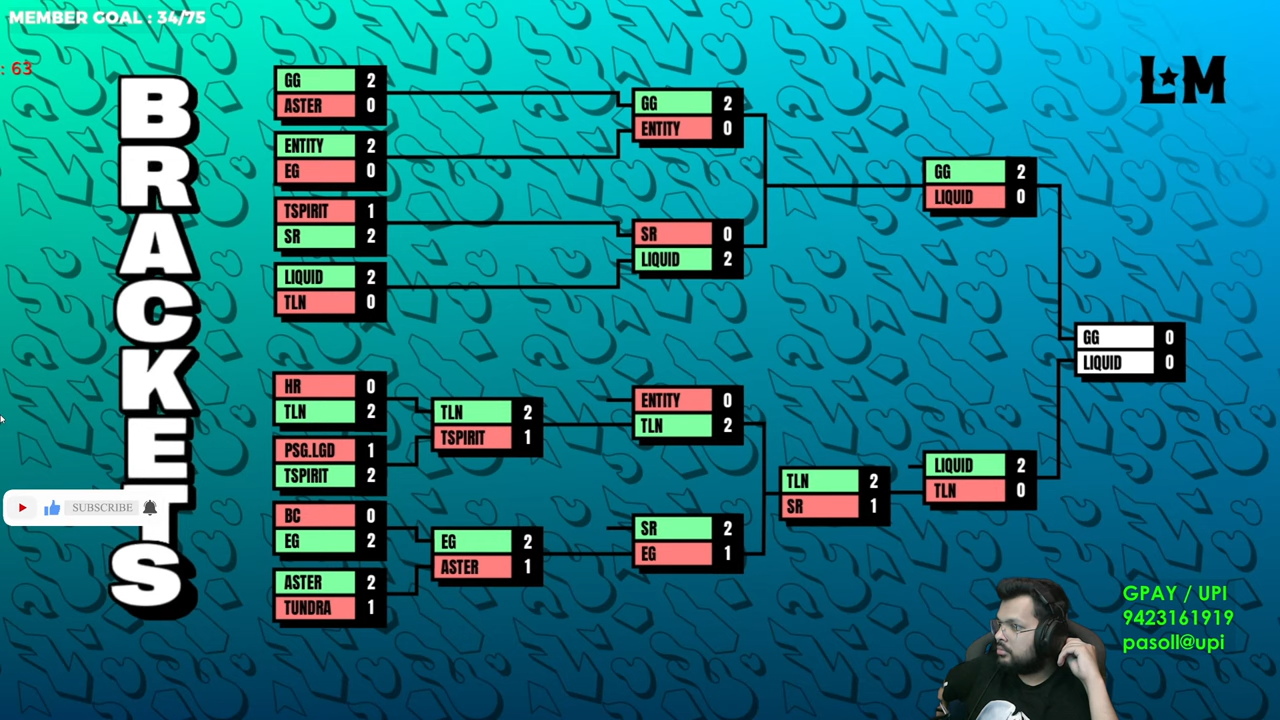 MEMBER GOAL : 34/75
: 63
BRACKETS
L★M
GG 2
ASTER 0
ENTITY 2
EG 0
TSPIRIT 1
SR 2
LIQUID 2
TLN 0
GG 2
ENTITY 0
SR 0
LIQUID 2
GG 2
LIQUID 0
GG 0
LIQUID 0
HR 0
TLN 2
PSG.LGD 1
TSPIRIT 2
BC 0
EG 2
ASTER 2
TUNDRA 1
TLN 2
TSPIRIT 1
EG 2
ASTER 1
ENTITY 0
TLN 2
SR 2
EG 1
TLN 2
SR 1
LIQUID 2
TLN 0
SUBSCRIBE
GPAY / UPI
9423161919
pasoll@upi